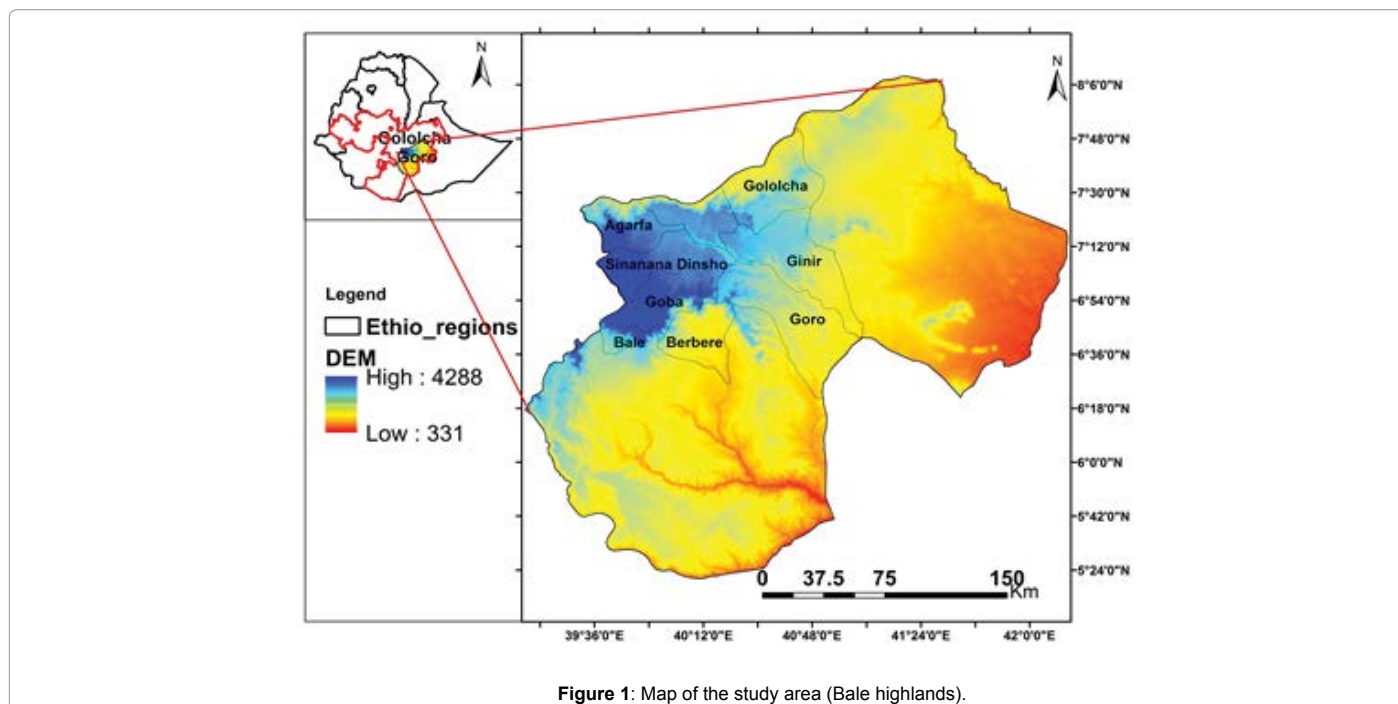 N
Cololcha
Goro
Legend
Ethio_regions
DEM
High : 4288
Low : 331
N
8°6'0"N
7°48'0"N
7°30'0"N
7°12'0"N
6°54'0"N
6°36'0"N
6°18'0"N
6°0'0"N
5°42'0"N
5°24'0"N
Gololcha
Agarfa
Sinanana Dinsho
Ginir
Goba
Goro
Bale
Berbere
0 37.5 75 150
Km
39°36'0"E 40°12'0"E 40°48'0"E 41°24'0"E 42°0'0"E
Figure 1: Map of the study area (Bale highlands).